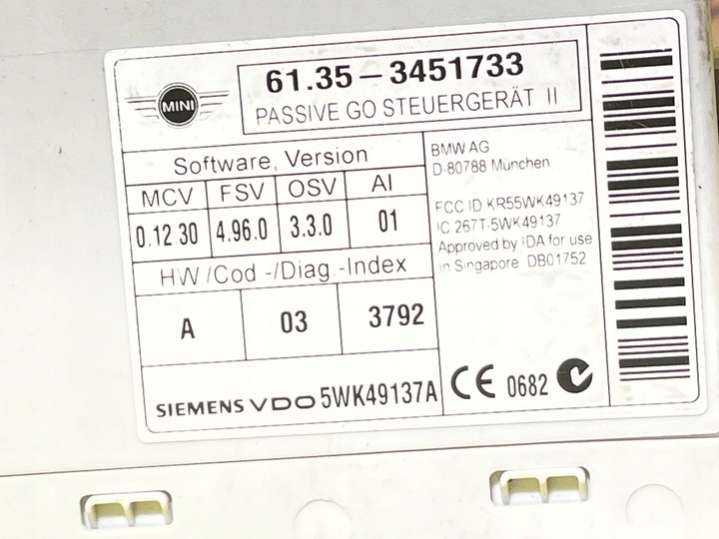 MINI
61.35-3451733
PASSIVE GO STEUERGERÄT II
Software, Version
MCV FSV OSV AI
0.12 30 4.96.0 3.3.0 01
HW /Cod -/Diag.-Index
A 03 3792
SIEMENS VDO 5WK49137A
BMW AG
D-80788 Munchen
FCC ID KR55WK49137
IC 267T-5WK49137
Approved by IDA for use
in Singapore DB01752
CE 0682